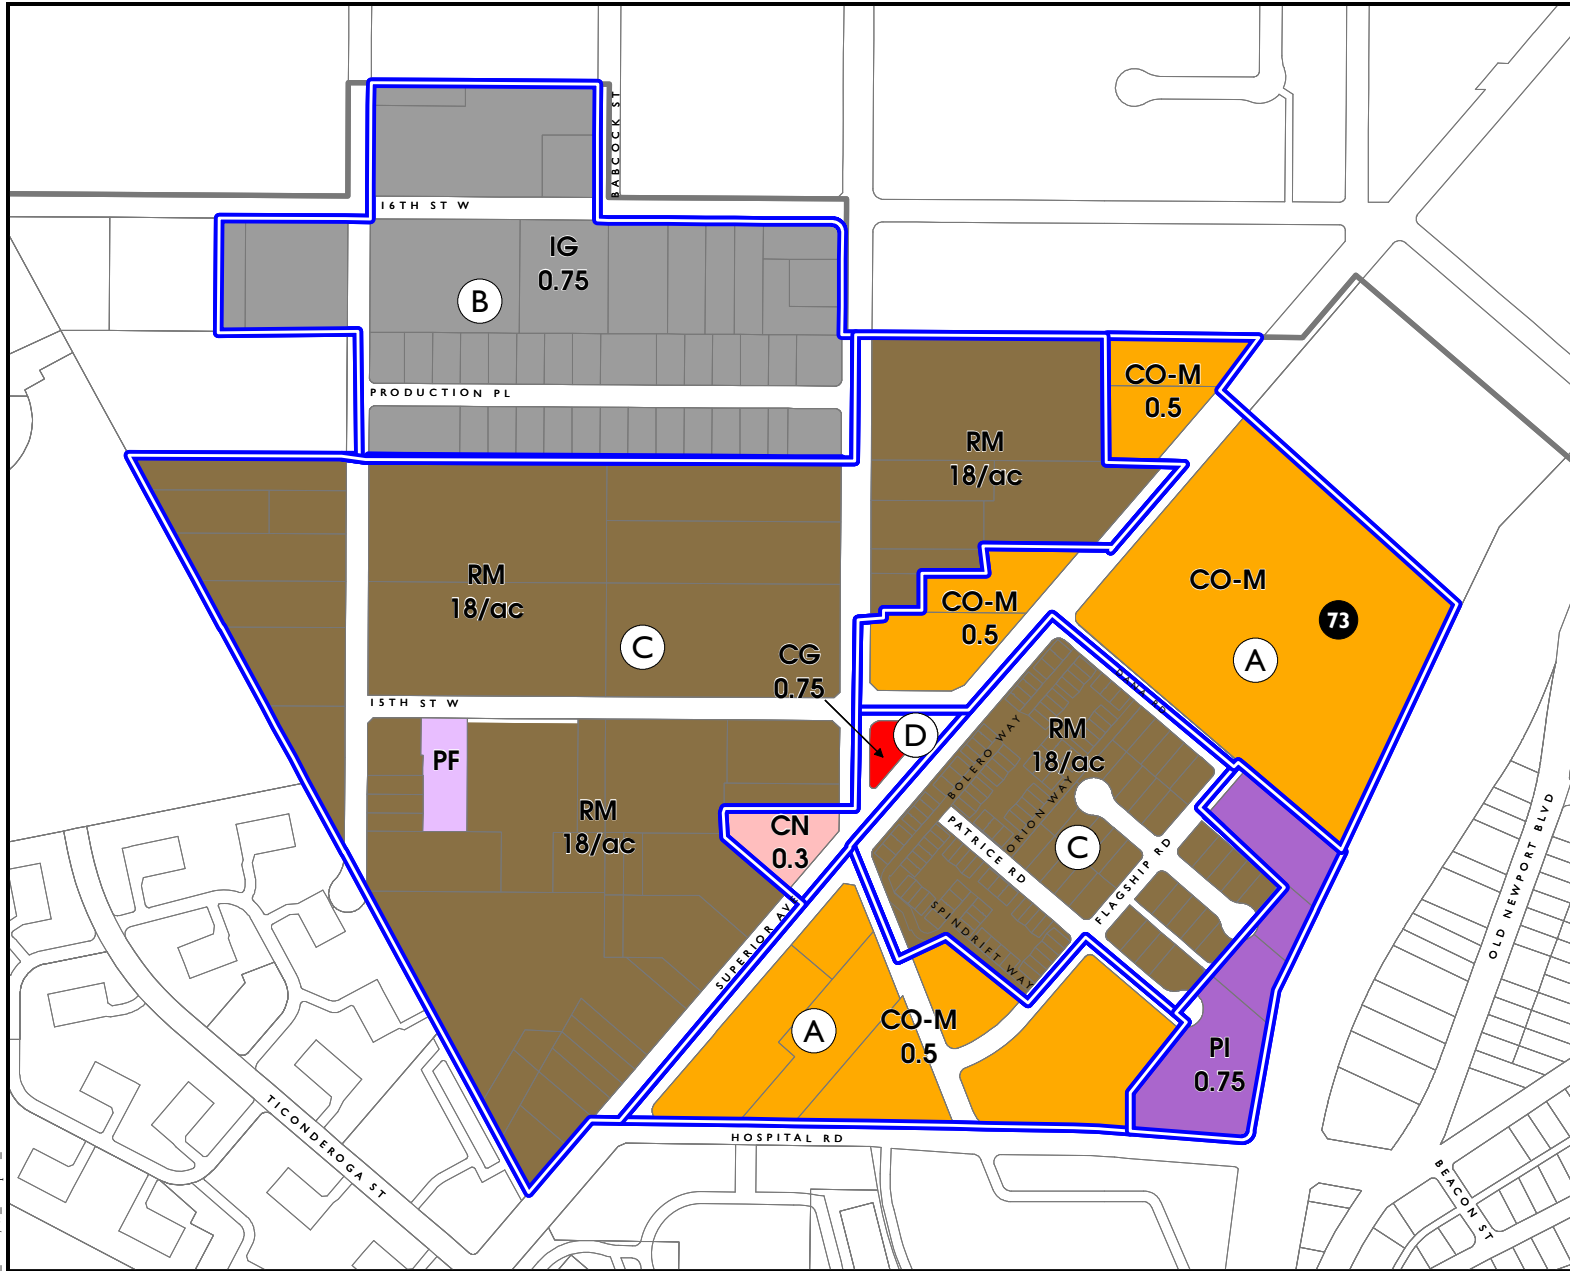 BABCOCK ST
16TH ST W
IG
0.75
B
PRODUCTION PL
CO-M
0.5
RM
18/ac
RM
18/ac
CO-M
CO-M
0.5
73
A
C
CG
0.75
15TH ST W
D
BOLERO WAY
RM
18/ac
PF
ORION WAY
RM
18/ac
CN
0.3
PATRICE RD
C
FLAGSHIP RD
OLD NEWPORT BLVD
SUPERIOR AVE
SPINDRIFT WAY
A
CO-M
0.5
PI
0.75
TICONDEROGA ST
HOSPITAL RD
BEACON ST